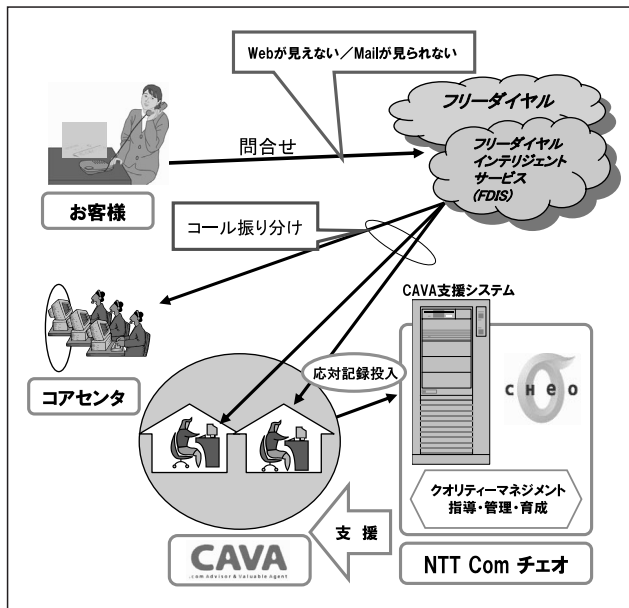 Webが見えない／Mailが見られない
フリーダイヤル
フリーダイヤル
インテリジェント
サービス
(FDIS)
問合せ
お客様
コール振り分け
CAVA支援システム
コアセンタ
応対記録投入
CHEO
クオリティーマネジメント
指導・管理・育成
支 援
CAVA
.com Advisor & Valuable Agent
NTT Com チェオ